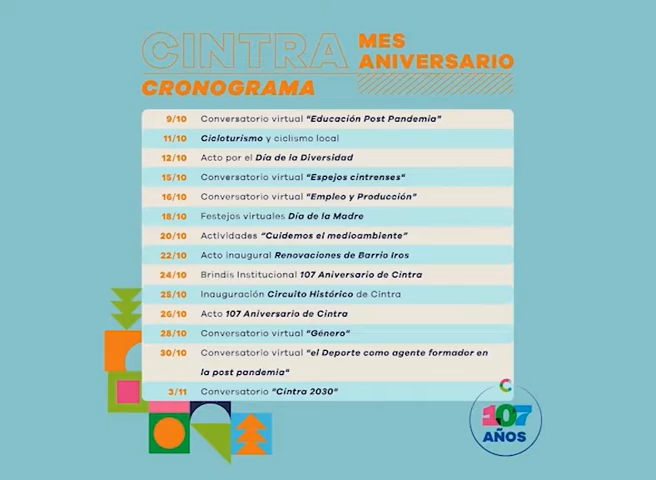 CINTRA MES
ANIVERSARIO
CRONOGRAMA
9/10 Conversatorio virtual "Educación Post Pandemia"
11/10 Cicloturismo y ciclismo local
12/10 Acto por el Día de la Diversidad
15/10 Conversatorio virtual "Espejos cintrenses"
16/10 Conversatorio virtual "Empleo y Producción"
18/10 Festejos virtuales Día de la Madre
20/10 Actividades "Cuidemos el medioambiente"
22/10 Acto inaugural Renovaciones de Barrio Iros
24/10 Brindis Institucional 107 Aniversario de Cintra
25/10 Inauguración Circuito Histórico de Cintra
26/10 Acto 107 Aniversario de Cintra
28/10 Conversatorio virtual "Género"
30/10 Conversatorio virtual "el Deporte como agente formador en
la post pandemia"
3/11 Conversatorio "Cintra 2030"
C
107
AÑOS